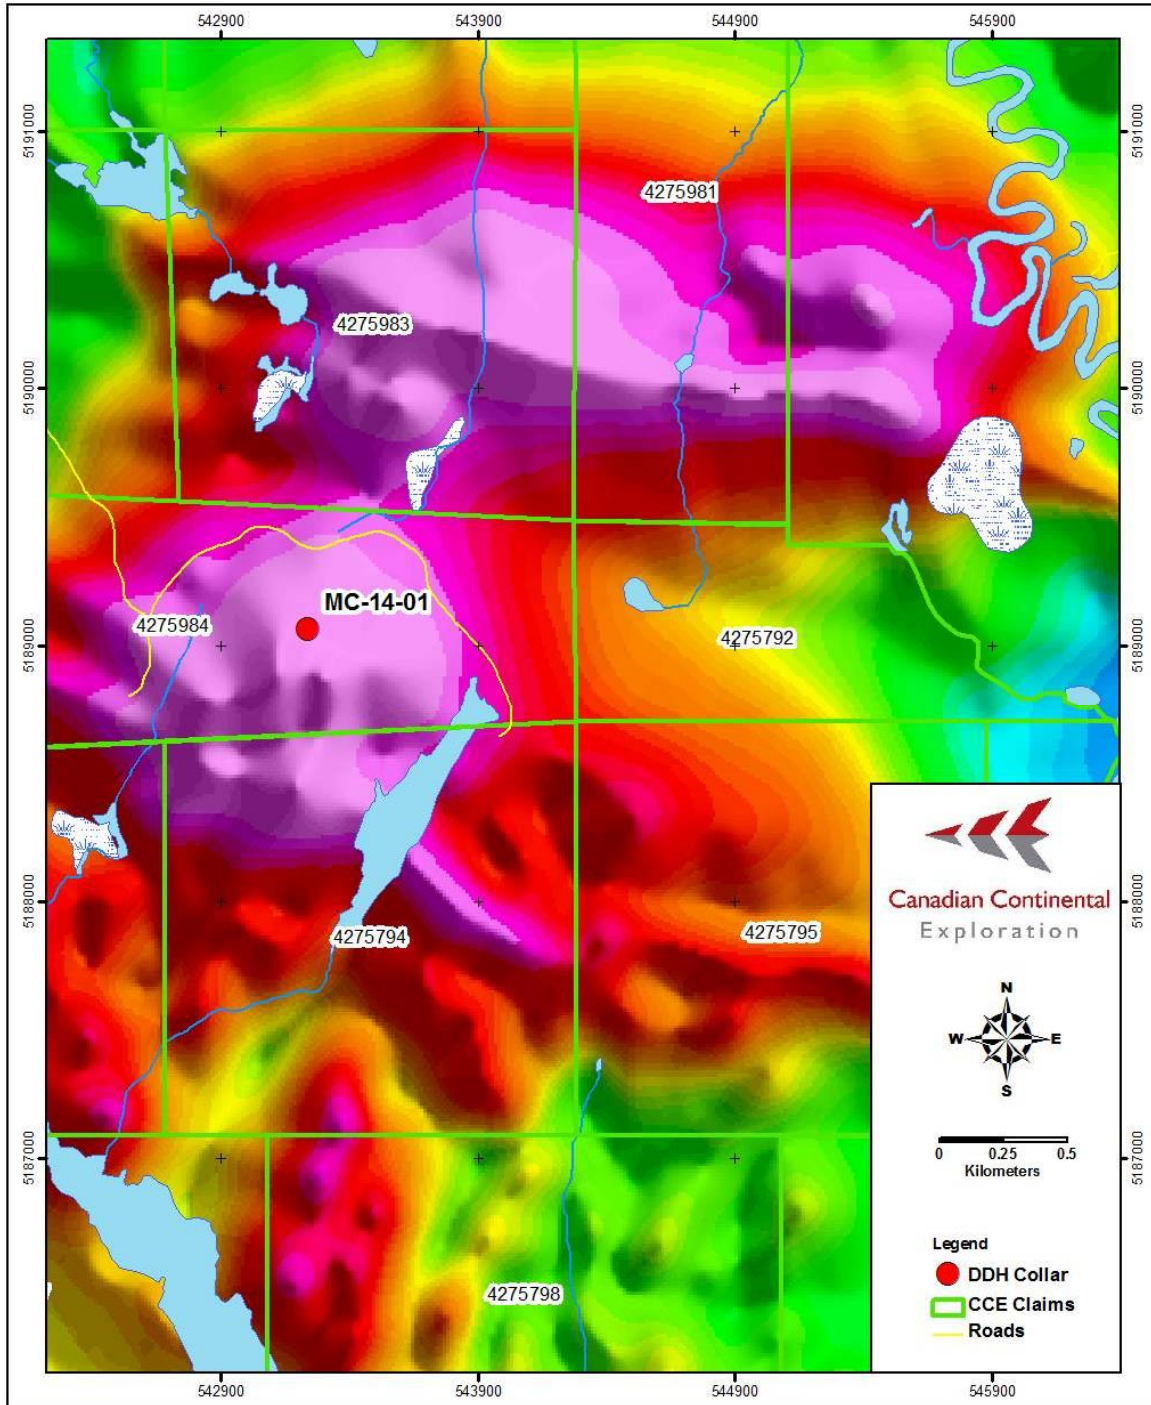 542900
543900
544900
545900
5191000
5191000
4275981
4275983
5190000
5190000
MC-14-01
4275984
4275792
5189000
5189000
Canadian Continental
Exploration
4275794
4275795
5188000
5188000
N
W
E
S
0
0.25
0.5
Kilometers
5187000
5187000
Legend
DDH Collar
CCE Claims
Roads
4275798
542900
543900
544900
545900